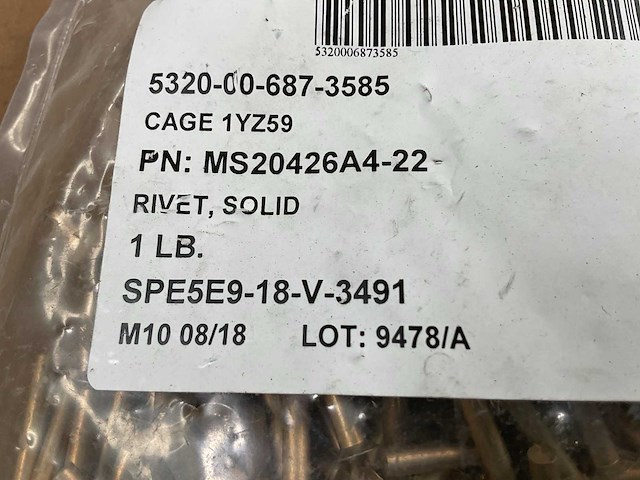 5320006873585
5320-00-687-3585
CAGE 1YZ59
PN: MS20426A4-22
RIVET, SOLID
1 LB.
SPE5E9-18-V-3491
M10 08/18 LOT: 9478/A